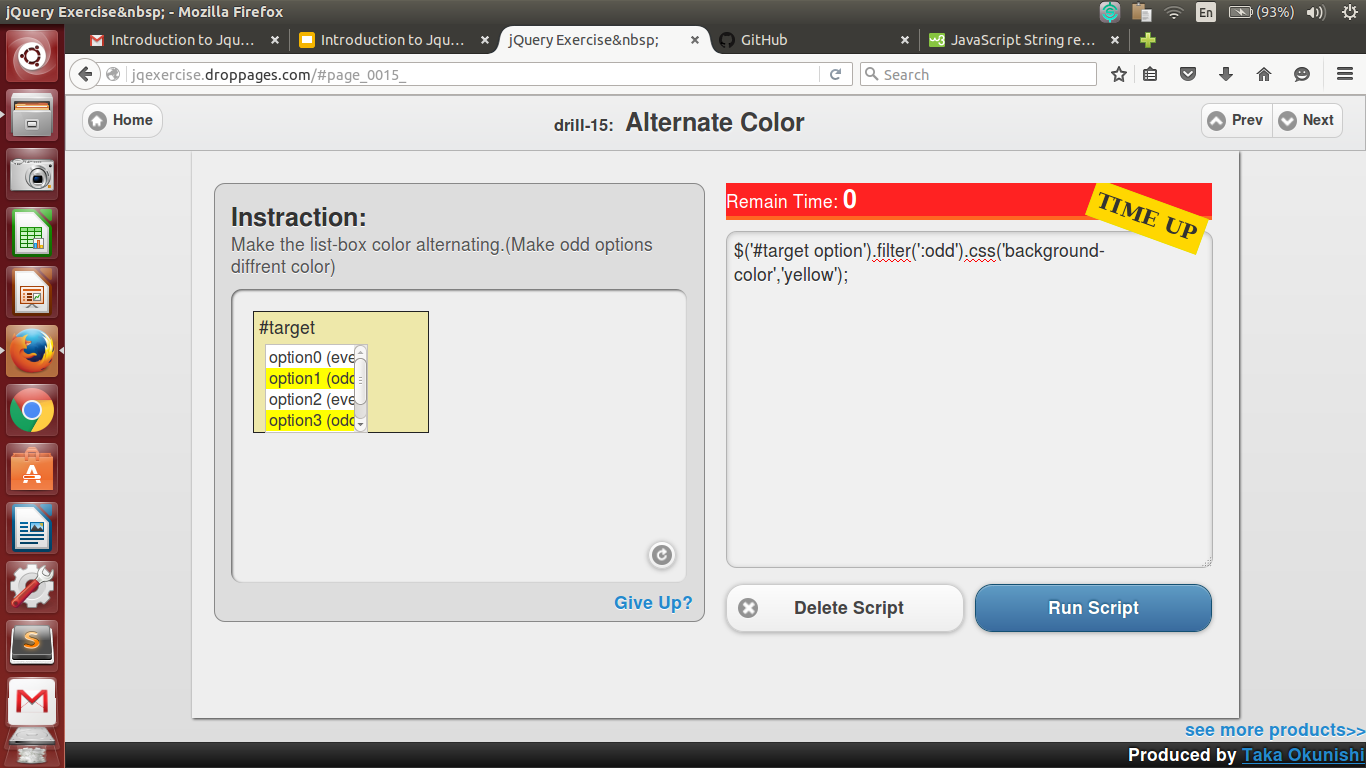 jQuery Exercise&nbsp; - Mozilla Firefox
En
(93%)
Introduction to Jqu...
Introduction to Jqu...
jQuery Exercise&nbsp;
GitHub
JavaScript String re...
jqexercise.droppages.com/#page_0015_
Search
Home
drill-15: Alternate Color
Prev
Next
Instraction:
Make the list-box color alternating.(Make odd options
diffrent color)
#target
option0 (eve
option1 (odd
option2 (eve
option3 (odd
Give Up?
Remain Time: 0
TIME UP
$('#target option').filter(':odd').css('background-
color','yellow');
Delete Script
Run Script
see more products>>
Produced by Taka Okunishi